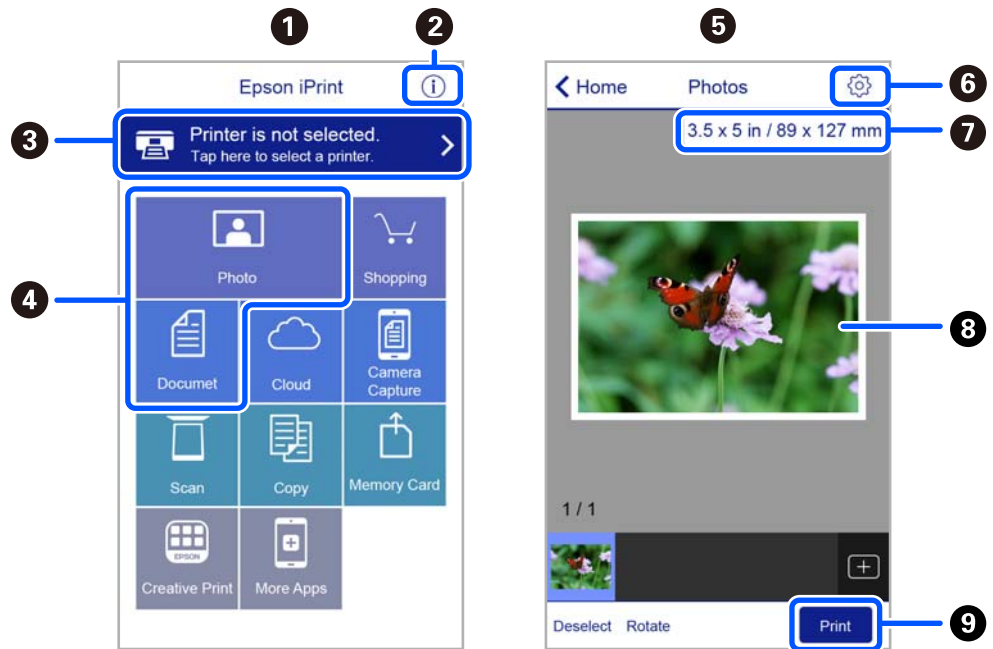 1
2
Epson iPrint
3
Printer is not selected.
Tap here to select a printer.
4
Photo
Shopping
Documet
Cloud
Camera
Capture
Scan
Copy
Memory Card
EPSON
Creative Print
More Apps
5
Home
Photos
6
3.5 x 5 in / 89 x 127 mm
7
8
1 / 1
Deselect
Rotate
Print
9